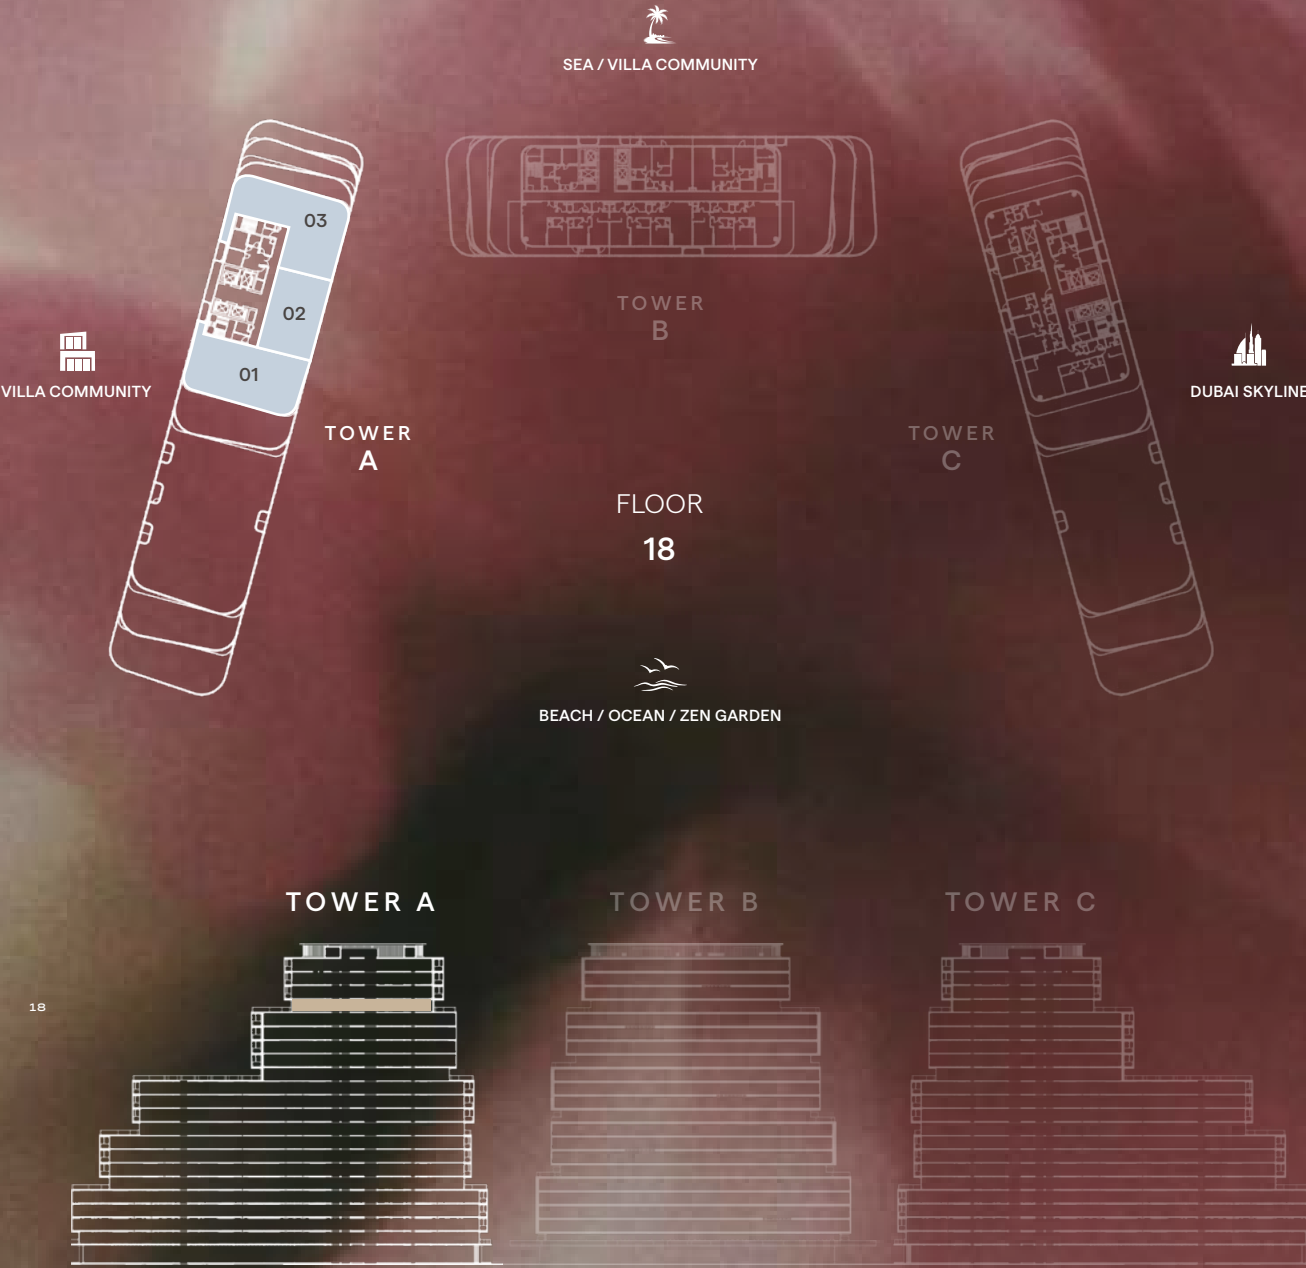 SEA / VILLA COMMUNITY
03
02
01
TOWER
B
VILLA COMMUNITY
DUBAI SKYLINE
TOWER
A
TOWER
C
FLOOR
18
BEACH / OCEAN / ZEN GARDEN
TOWER A
TOWER B
TOWER C
18